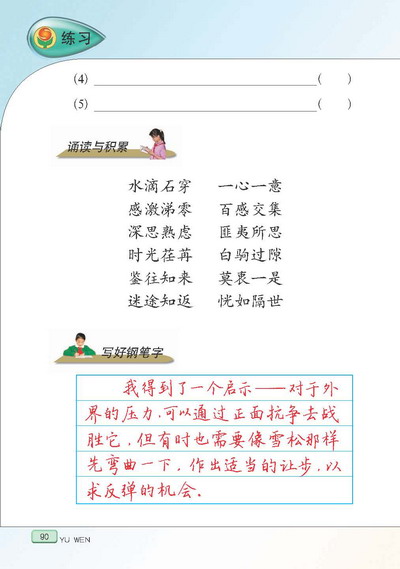 练习
(4) ( )
(5) ( )
诵读与积累
水滴石穿 一心一意
感激涕零 百感交集
深思熟虑 匪夷所思
时光荏苒 白驹过隙
鉴往知来 莫衷一是
迷途知返 恍如隔世
写好钢笔字
我得到了一个启示——对于外
界的压力,可以通过正面抗争去战
胜它，但有时也需要像雪松那样
先弯曲一下，作出适当的让步,以
求反弹的机会.
90 YU WEN